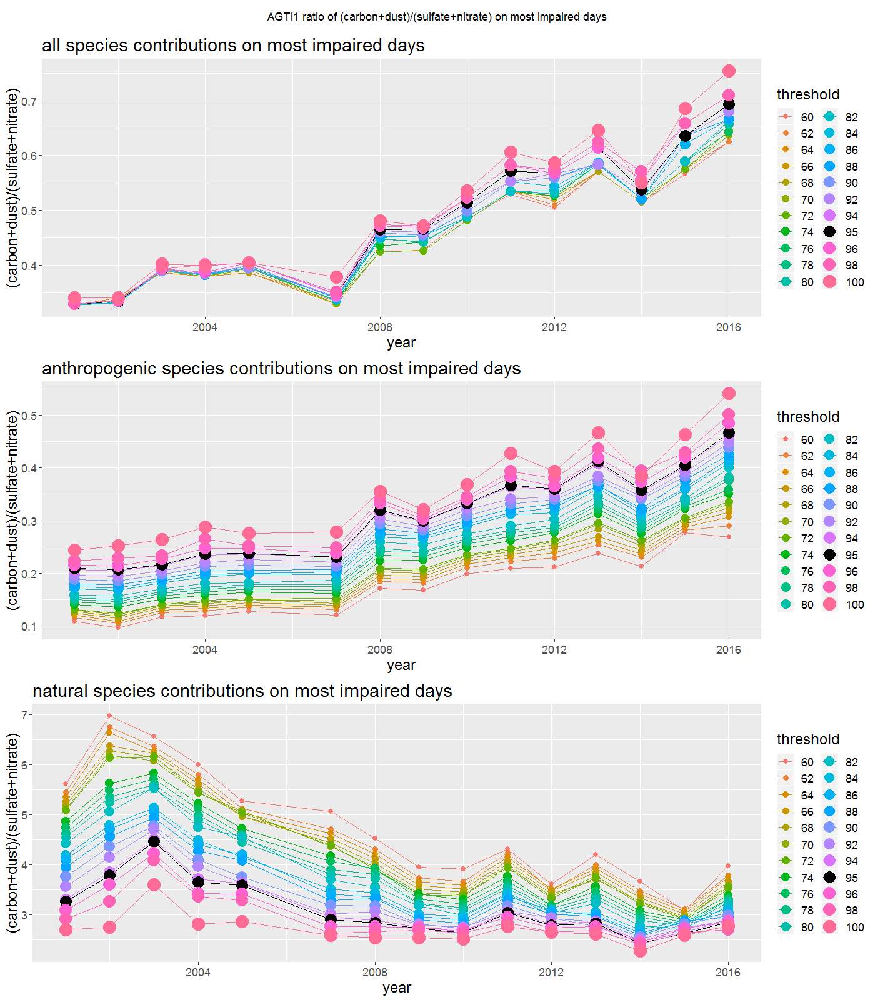 AGTI1 ratio of (carbon+dust)/(sulfate+nitrate) on most impaired days
all species contributions on most impaired days
(carbon+dust)/(sulfate+nitrate)
0.7
0.6
0.5
0.4
2004 2008 2012 2016
year
threshold
60 82
62 84
64 86
66 88
68 90
70 92
72 94
74 95
76 96
78 98
80 100
anthropogenic species contributions on most impaired days
(carbon+dust)/(sulfate+nitrate)
0.5
0.4
0.3
0.2
0.1
2004 2008 2012 2016
year
threshold
60 82
62 84
64 86
66 88
68 90
70 92
72 94
74 95
76 96
78 98
80 100
natural species contributions on most impaired days
(carbon+dust)/(sulfate+nitrate)
7
6
5
4
3
2004 2008 2012 2016
year
threshold
60 82
62 84
64 86
66 88
68 90
70 92
72 94
74 95
76 96
78 98
80 100